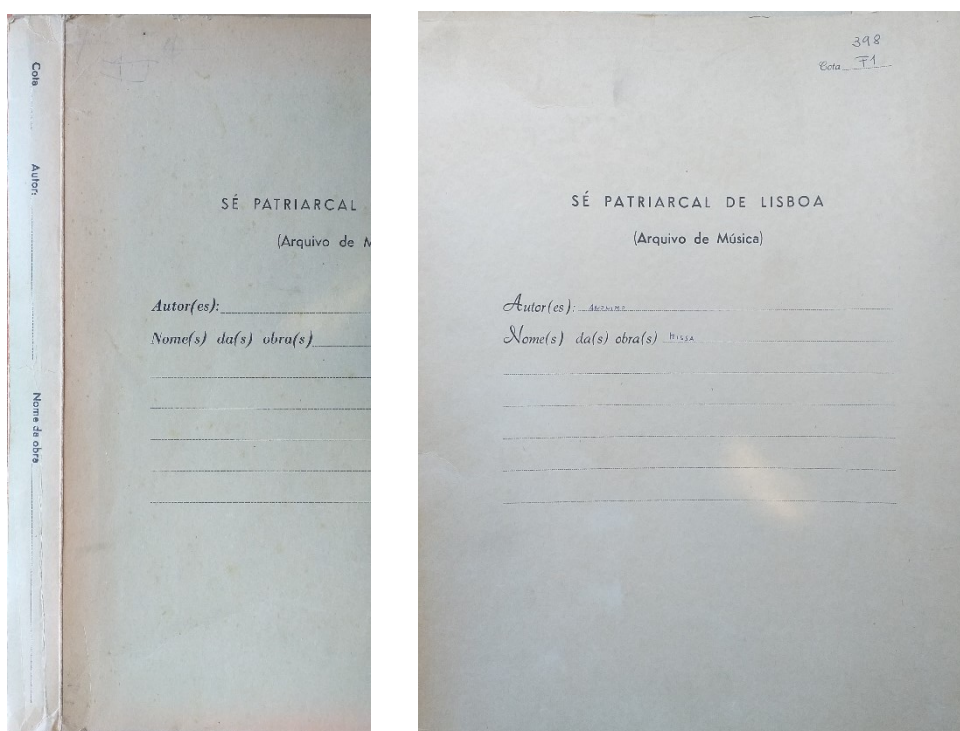 Cota
Autor:
Nome da obra
SÉ PATRIARCAL
(Arquivo de M
Autor(es):
Nome(s) da(s) obra(s)
398
Cota 71
SÉ PATRIARCAL DE LISBOA
(Arquivo de Música)
Autor(es): ANÓNIMO
Nome(s) da(s) obra(s) MISSA